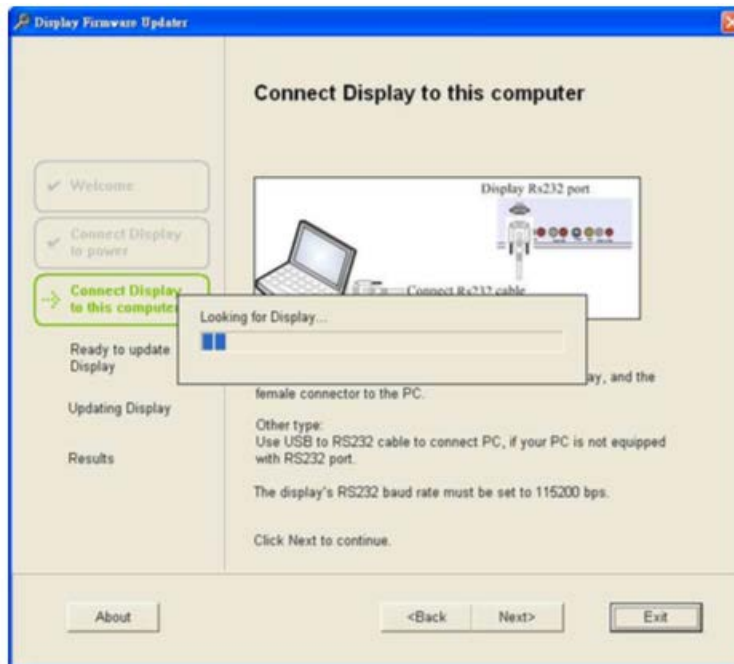 Display Firmware Updater
Connect Display to this computer
Welcome
Connect Display
to power
Connect Display
to this compute
Ready to update
Display
Updating Display
Results
Display Rs232 port
Connect Rs232 cable
Looking for Display...
ay, and the
female connector to the PC.
Other type:
Use USB to RS232 cable to connect PC, if your PC is not equipped
with RS232 port.
The display's RS232 baud rate must be set to 115200 bps.
Click Next to continue.
About
<Back
Next>
Exit